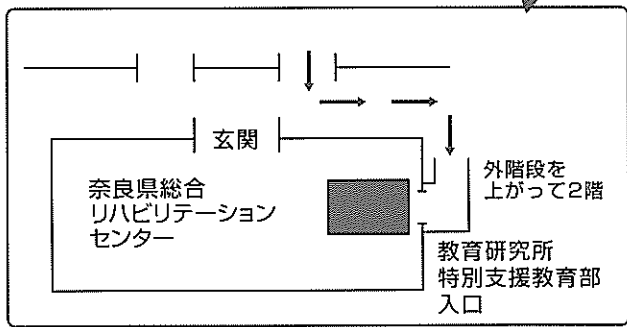 玄関
奈良県総合
リハビリテーション
センター
外階段を
上がって2階
教育研究所
特別支援教育部
入口